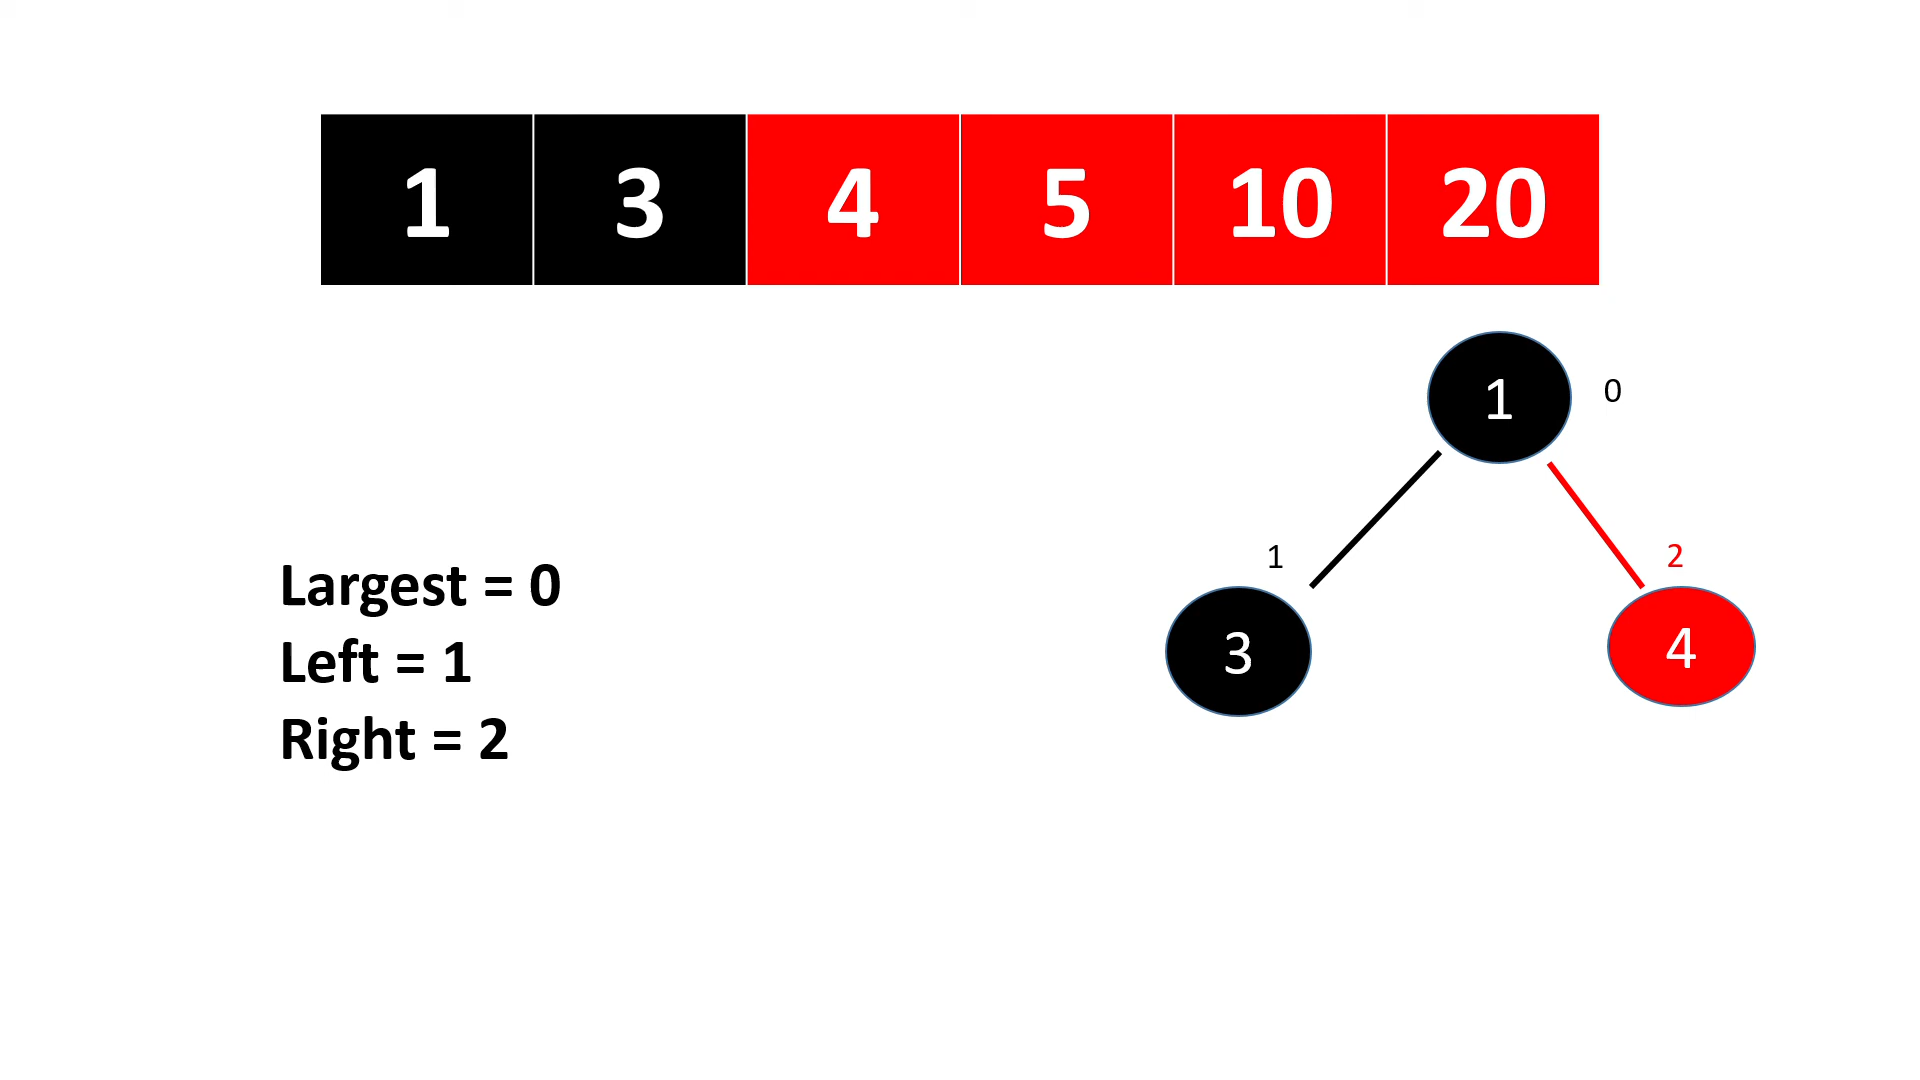 1 3 4 5 10 20
1 0
1 2
3 4
Largest = 0
Left = 1
Right = 2